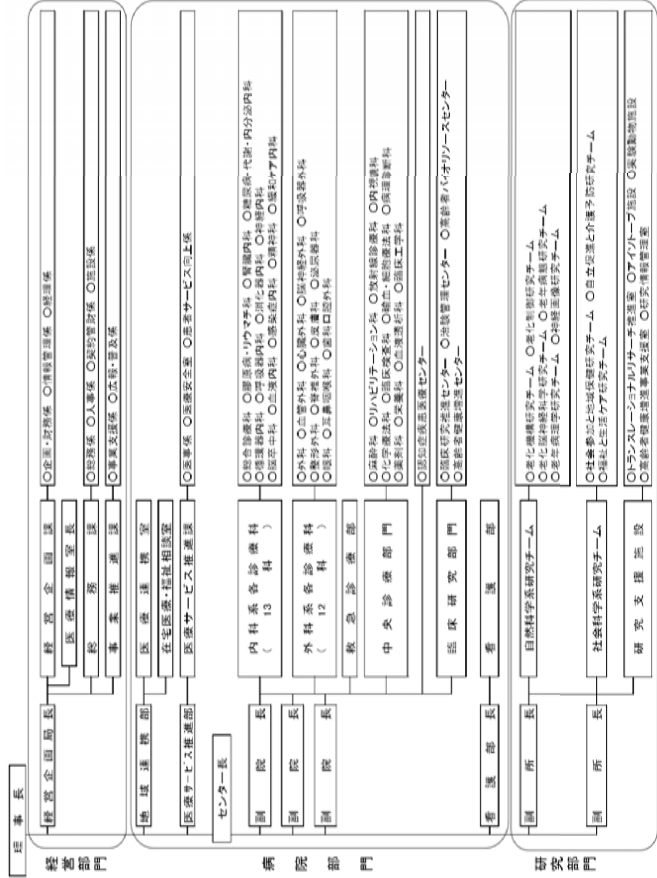 理事長
経営部門
経営企画局長
経営企画課
○企画・財務係 ○情報管理係 ○経理係
医療情報室長
総務課
○総務係 ○人事係 ○契約管財係 ○施設係
事業推進課
○事業支援係 ○広報・普及係
病院部門
地域連携部
医療連携室
在宅医療・福祉相談室
医療サービス推進部
医療サービス推進課
○医事係 ○医療安全室 ○患者サービス向上係
センター長
副院長
副院長
副院長
内科系各診療科
(13科)
○総合診療科 ○膠原病・リウマチ科 ○腎臓内科 ○糖尿病・代謝・内分泌内科
○循環器内科 ○呼吸器内科 ○消化器内科 ○神経内科
○脳卒中科 ○血液内科 ○感染症内科 ○精神科 ○緩和ケア内科
外科系各診療科
(12科)
○外科 ○血管外科 ○心臓外科 ○脳神経外科 ○呼吸器外科
○整形外科 ○脊椎外科 ○皮膚科 ○泌尿器科
○眼科 ○耳鼻咽喉科 ○歯科口腔外科
救急診療部
中央診療部門
○麻酔科 ○リハビリテーション科 ○放射線診療科 ○内視鏡科
○化学療法科 ○臨床検査科 ○輸血・細胞療法科 ○病理診断科
○薬剤科 ○栄養科 ○血液透析科 ○臨床工学科
○認知症疾患医療センター
臨床研究部門
○臨床研究推進センター ○治験管理センター ○高齢者バイオリソースセンター
○高齢者健康増進センター
看護部長
看護部
研究部門
副所長
副所長
自然科学系研究チーム
○老化機構研究チーム ○老化制御研究チーム
○老化脳神経科学研究チーム ○老年病態研究チーム
○老年病理学研究チーム ○神経画像研究チーム
社会科学系研究チーム
○社会参加と地域保健研究チーム ○自立促進と介護予防研究チーム
○福祉と生活ケア研究チーム
研究支援施設
○トランスレーショナルリサーチ推進室 ○アイソトープ施設 ○実験動物施設
○高齢者健康増進事業支援室 ○研究情報管理室